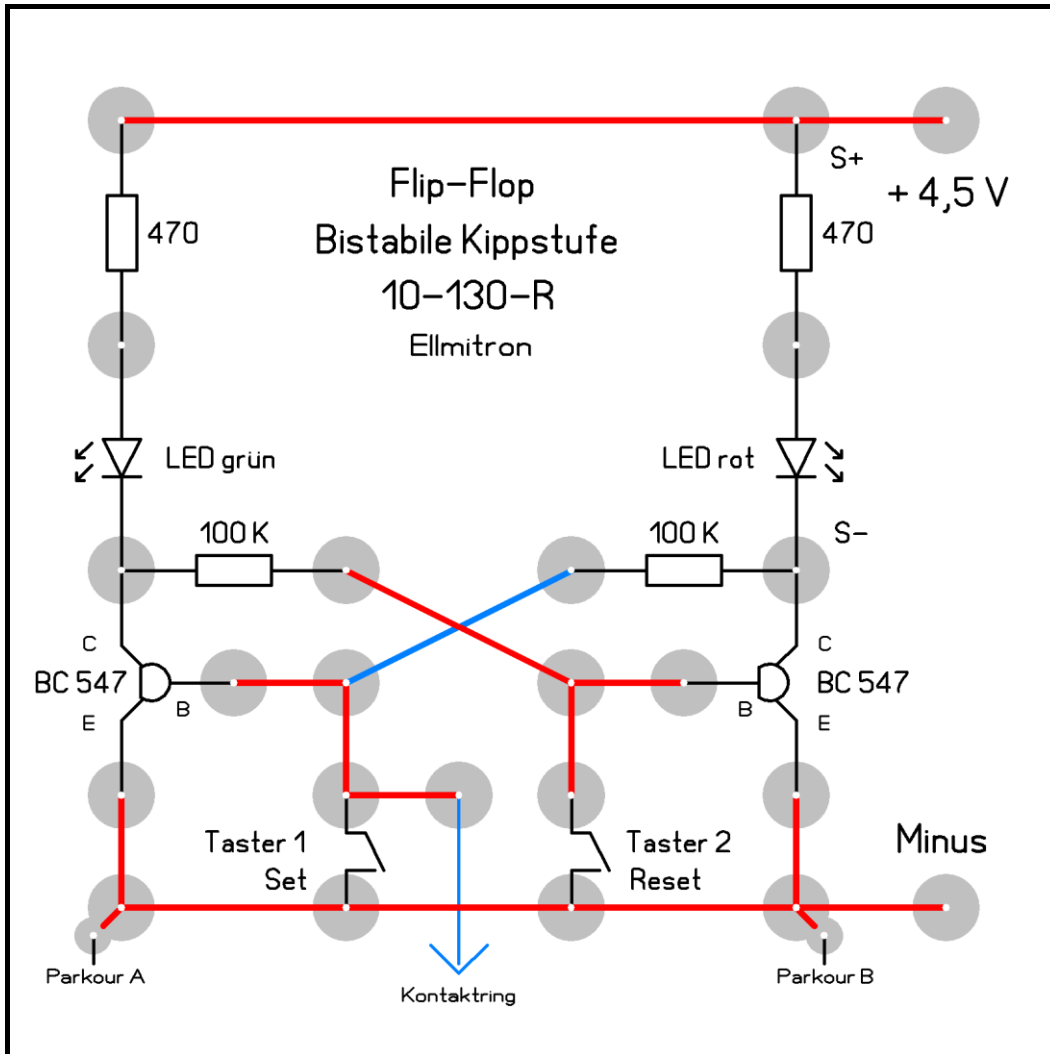 S+
+ 4,5 V
Flip-Flop
Bistabile Kippstufe
10-130-R
Ellmitron
470
470
LED grün
LED rot
100 K
100 K
S-
C
BC 547
B
E
C
BC 547
B
E
Taster 1
Set
Taster 2
Reset
Minus
Parkour A
Kontaktring
Parkour B